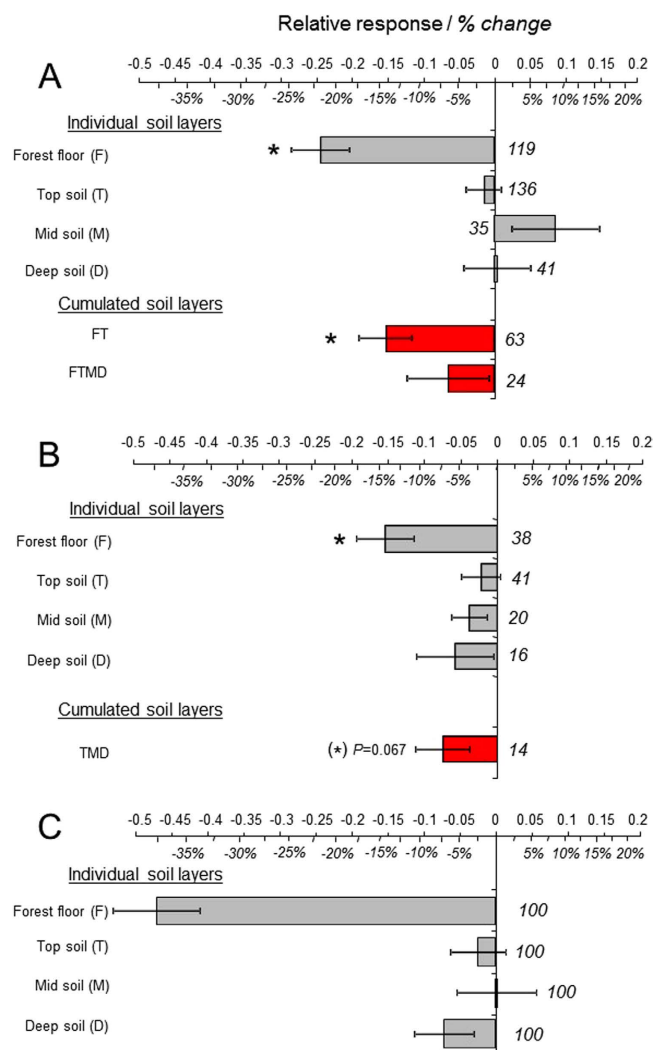 Relative response / % change
A
-0.5 -0.45 -0.4 -0.35 -0.3 -0.25 -0.2 -0.15 -0.1 -0.05 0 0.05 0.1 0.15 0.2
-35% -30% -25% -20% -15% -10% -5% 5% 10% 15% 20%
Individual soil layers
Forest floor (F) * 119
Top soil (T) 136
Mid soil (M) 35
Deep soil (D) 41
Cumulated soil layers
FT * 63
FTMD 24
B
-0.5 -0.45 -0.4 -0.35 -0.3 -0.25 -0.2 -0.15 -0.1 -0.05 0 0.05 0.1 0.15 0.2
-35% -30% -25% -20% -15% -10% -5% 5% 10% 15% 20%
Individual soil layers
Forest floor (F) * 38
Top soil (T) 41
Mid soil (M) 20
Deep soil (D) 16
Cumulated soil layers
TMD (*) P=0.067 14
C
-0.5 -0.45 -0.4 -0.35 -0.3 -0.25 -0.2 -0.15 -0.1 -0.05 0 0.05 0.1 0.15 0.2
-35% -30% -25% -20% -15% -10% -5% 5% 10% 15% 20%
Individual soil layers
Forest floor (F) 100
Top soil (T) 100
Mid soil (M) 100
Deep soil (D) 100